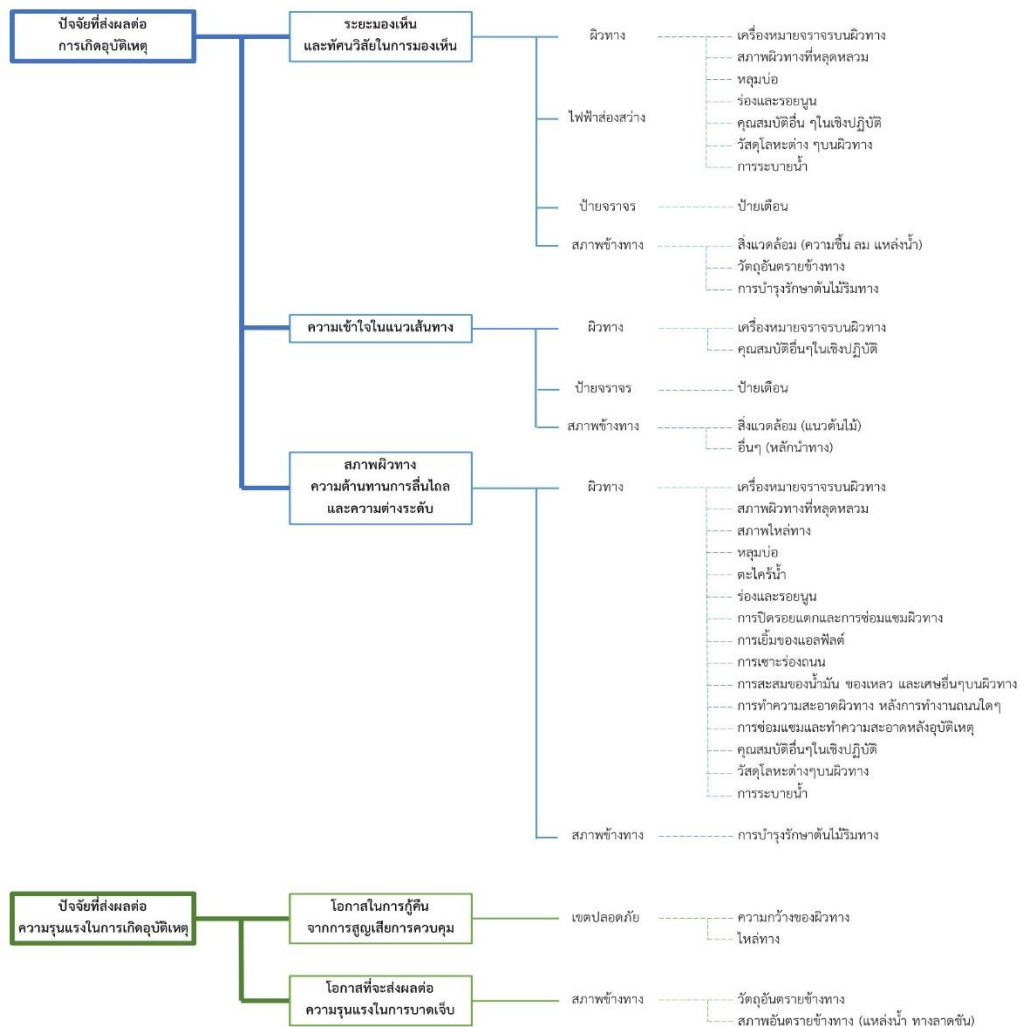 ปัจจัยที่ส่งผลต่อ
การเกิดอุบัติเหตุ
ระยะมองเห็น
และทัศนวิสัยในการมองเห็น
ผิวทาง
เครื่องหมายจราจรบนผิวทาง
สภาพผิวทางที่หลุดหลวม
หลุมบ่อ
ร่องและรอยนูน
คุณสมบัติอื่น ๆในเชิงปฏิบัติ
วัสดุโลหะต่าง ๆบนผิวทาง
การระบายน้ำ
ไฟฟ้าส่องสว่าง
ป้ายจราจร
ป้ายเตือน
สภาพข้างทาง
สิ่งแวดล้อม (ความชื้น ลม แหล่งน้ำ)
วัตถุอันตรายข้างทาง
การบำรุงรักษาต้นไม้ริมทาง
ความเข้าใจในแนวเส้นทาง
ผิวทาง
เครื่องหมายจราจรบนผิวทาง
คุณสมบัติอื่นๆในเชิงปฏิบัติ
ป้ายจราจร
ป้ายเตือน
สภาพข้างทาง
สิ่งแวดล้อม (แนวต้นไม้)
อื่นๆ (หลักนำทาง)
สภาพผิวทาง
ความต้านทานการลื่นไถล
และความต่างระดับ
ผิวทาง
เครื่องหมายจราจรบนผิวทาง
สภาพผิวทางที่หลุดหลวม
สภาพไหล่ทาง
หลุมบ่อ
ตะไคร้น้ำ
ร่องและรอยนูน
การปิดรอยแตกและการซ่อมแซมผิวทาง
การเยิ้มของแอลฟัลต์
การเซาะร่องถนน
การสะสมของน้ำมัน ของเหลว และเศษอื่นๆบนผิวทาง
การทำความสะอาดผิวทาง หลังการทำงานถนนใดๆ
การซ่อมแซมและทำความสะอาดหลังอุบัติเหตุ
คุณสมบัติอื่นๆในเชิงปฏิบัติ
วัสดุโลหะต่างๆบนผิวทาง
การระบายน้ำ
สภาพข้างทาง
การบำรุงรักษาต้นไม้ริมทาง
ปัจจัยที่ส่งผลต่อ
ความรุนแรงในการเกิดอุบัติเหตุ
โอกาสในการกู้คืน
จากการสูญเสียการควบคุม
เขตปลอดภัย
ความกว้างของผิวทาง
ไหล่ทาง
โอกาสที่จะส่งผลต่อ
ความรุนแรงในการบาดเจ็บ
สภาพข้างทาง
วัตถุอันตรายข้างทาง
สภาพอันตรายข้างทาง (แหล่งน้ำ ทางลาดชัน)